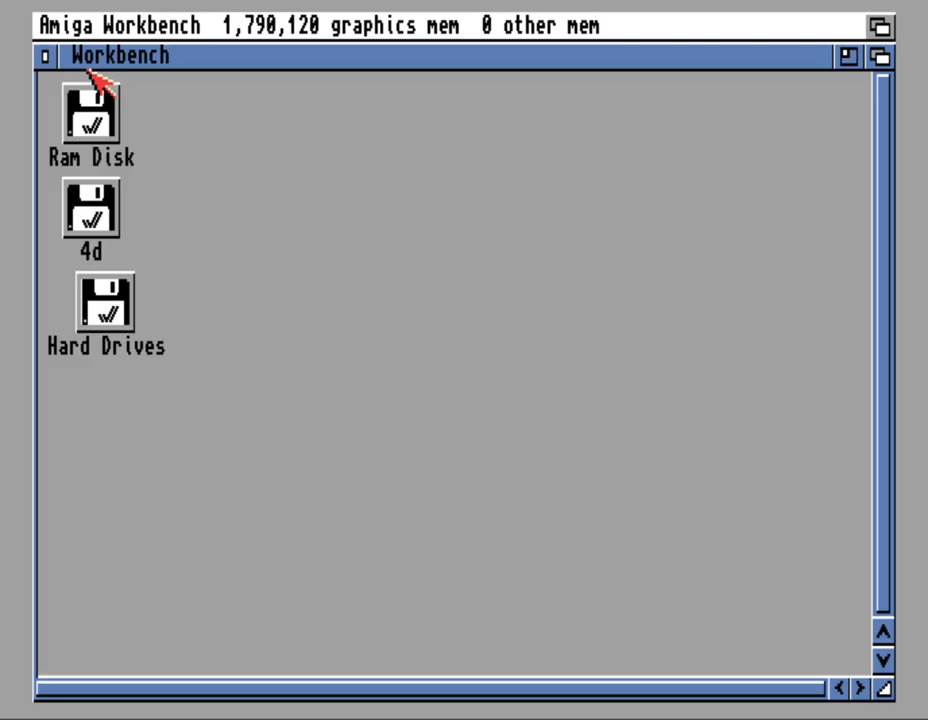 Amiga Workbench 1,790,120 graphics mem 0 other mem
Workbench
Ram Disk
4d
Hard Drives